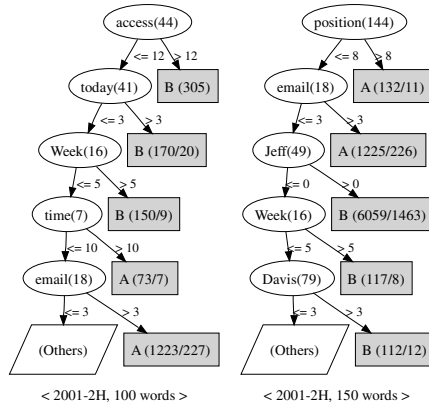 access(44)
<= 12
> 12
today(41)
B (305)
<= 3
> 3
Week(16)
B (170/20)
<= 5
> 5
time(7)
B (150/9)
<= 10
> 10
email(18)
A (73/7)
<= 3
> 3
(Others)
A (1223/227)
< 2001-2H, 100 words >
position(144)
<= 8
> 8
email(18)
A (132/11)
<= 3
> 3
Jeff(49)
A (1225/226)
<= 0
> 0
Week(16)
B (6059/1463)
<= 5
> 5
Davis(79)
B (117/8)
<= 3
> 3
(Others)
B (112/12)
< 2001-2H, 150 words >